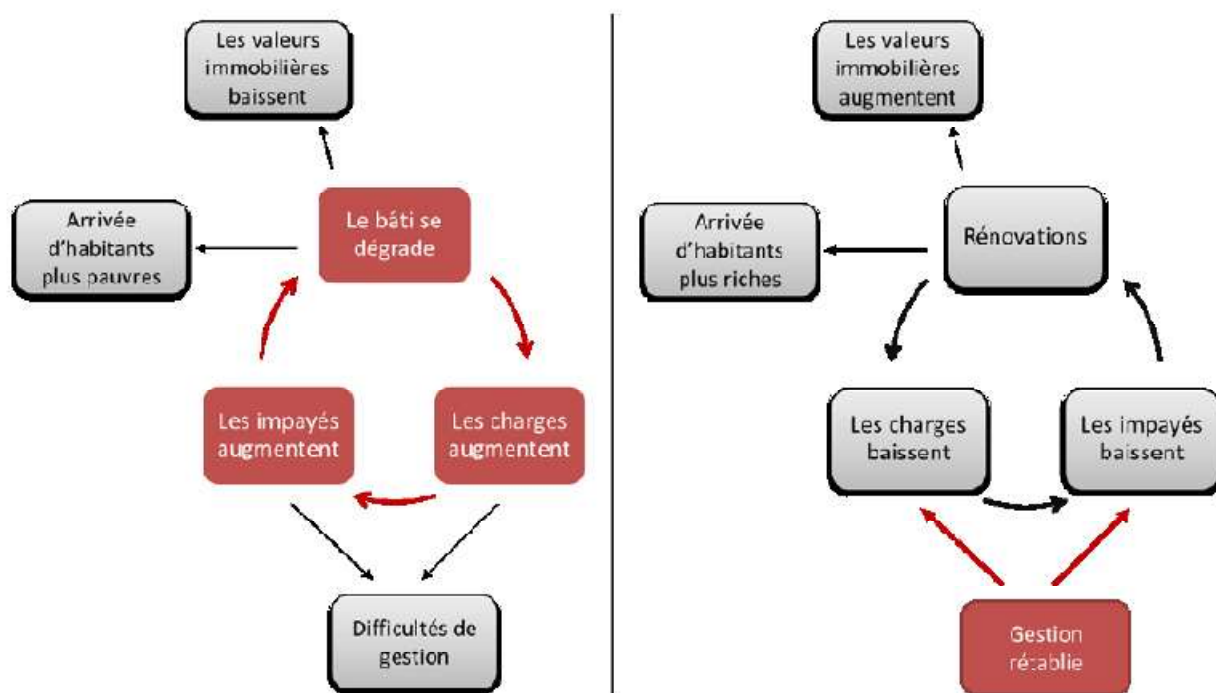 Les valeurs
immobilières
baissent
Arrivée
d'habitants
plus pauvres
Le bâti se
dégrade
Les impayés
augmentent
Les charges
augmentent
Difficultés de
gestion
Les valeurs
immobilières
augmentent
Arrivée
d'habitants
plus riches
Rénovations
Les charges
baissent
Les impayés
baissent
Gestion
rétablie